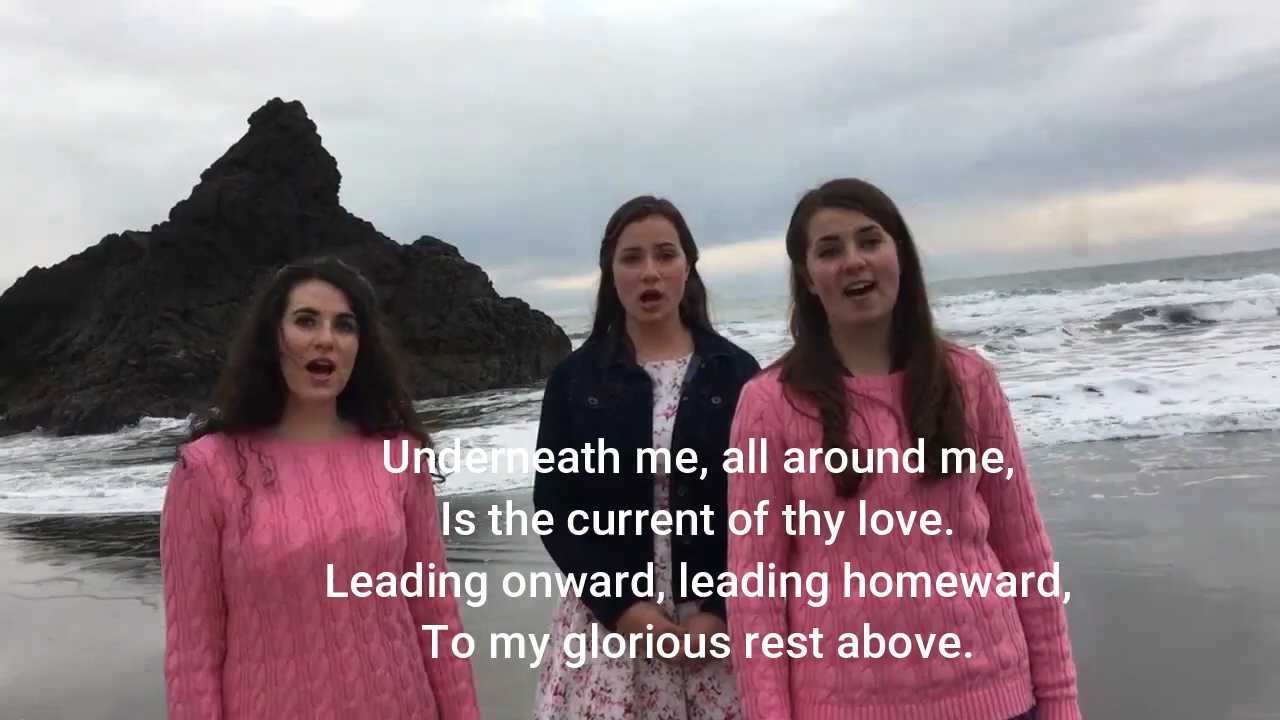 Underneath me, all around me,
Is the current of thy love.
Leading onward, leading homeward,
To my glorious rest above.